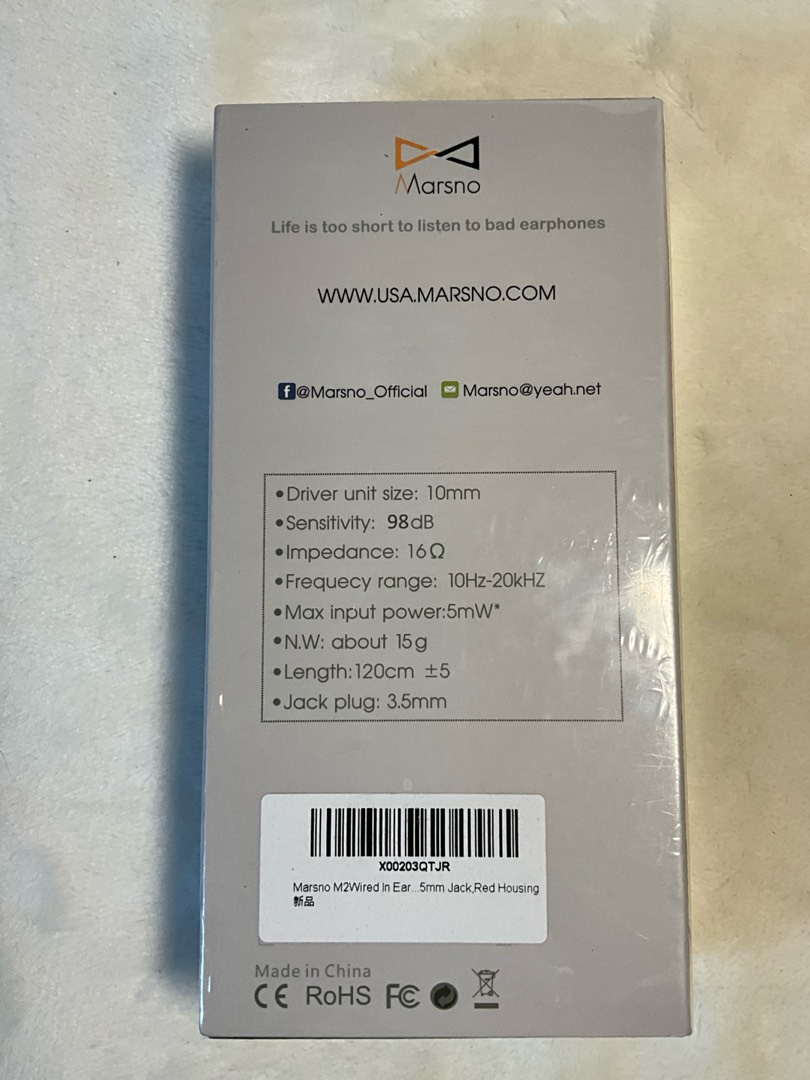 Marsno
Life is too short to listen to bad earphones
WWW.USA.MARSNO.COM
@Marsno_Official Marsno@yeah.net
•Driver unit size: 10mm
•Sensitivity: 98dB
•Impedance: 16Ω
•Frequecy range: 10Hz-20kHZ
•Max input power:5mW*
•N.W: about 15g
•Length:120cm ±5
•Jack plug: 3.5mm
X00203QTJR
Marsno M2Wired In Ear...5mm Jack,Red Housing
新品
Made in China
CE RoHS FC